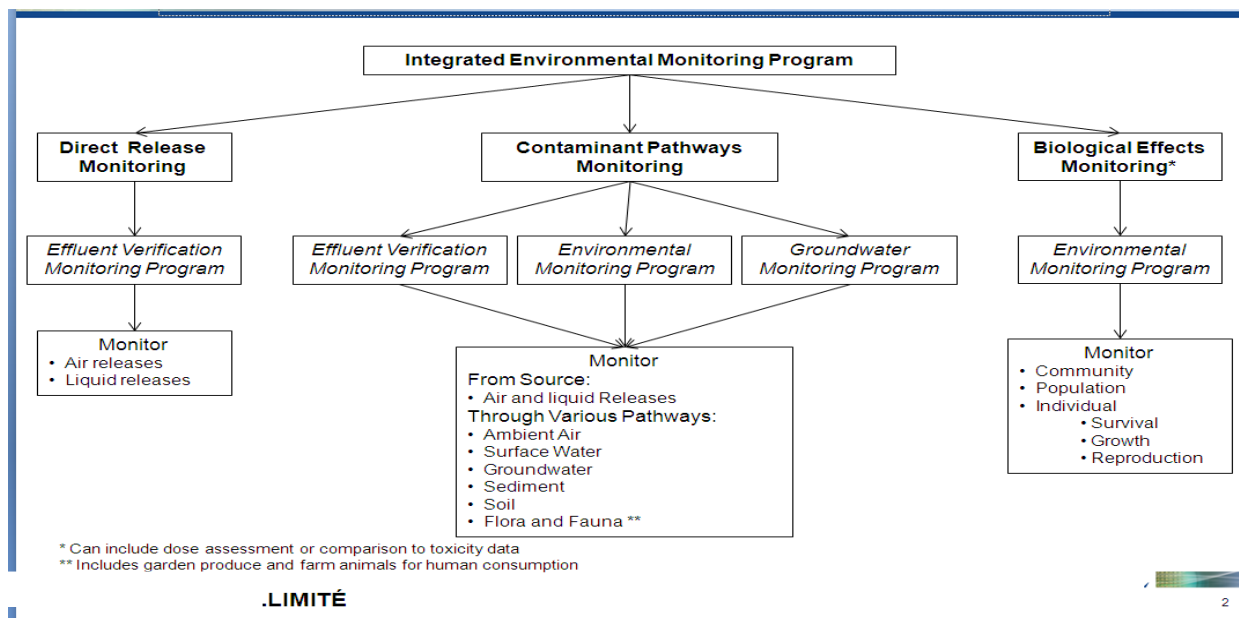 Integrated Environmental Monitoring Program
Direct Release
Monitoring
Contaminant Pathways
Monitoring
Biological Effects
Monitoring*
Effluent Verification
Monitoring Program
Effluent Verification
Monitoring Program
Environmental
Monitoring Program
Groundwater
Monitoring Program
Environmental
Monitoring Program
Monitor
• Air releases
• Liquid releases
Monitor
From Source:
• Air and liquid Releases
Through Various Pathways:
• Ambient Air
• Surface Water
• Groundwater
• Sediment
• Soil
• Flora and Fauna **
Monitor
• Community
• Population
• Individual
• Survival
• Growth
• Reproduction
* Can include dose assessment or comparison to toxicity data
** Includes garden produce and farm animals for human consumption
.LIMITÉ
2